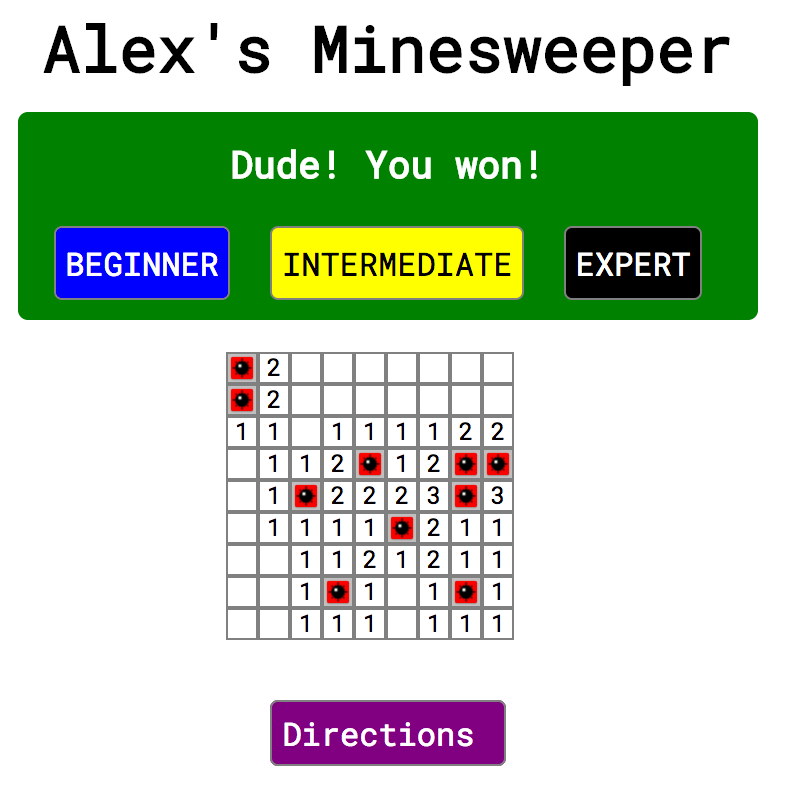 Alex's Minesweeper
Dude! You won!
BEGINNER INTERMEDIATE EXPERT
2
2
1 1 1 1 1 1 2 2
1 1 2 1 2
1 2 2 2 3 3
1 1 1 1 2 1 1
1 1 2 1 2 1 1
1 1 1 1
1 1 1 1 1 1
Directions